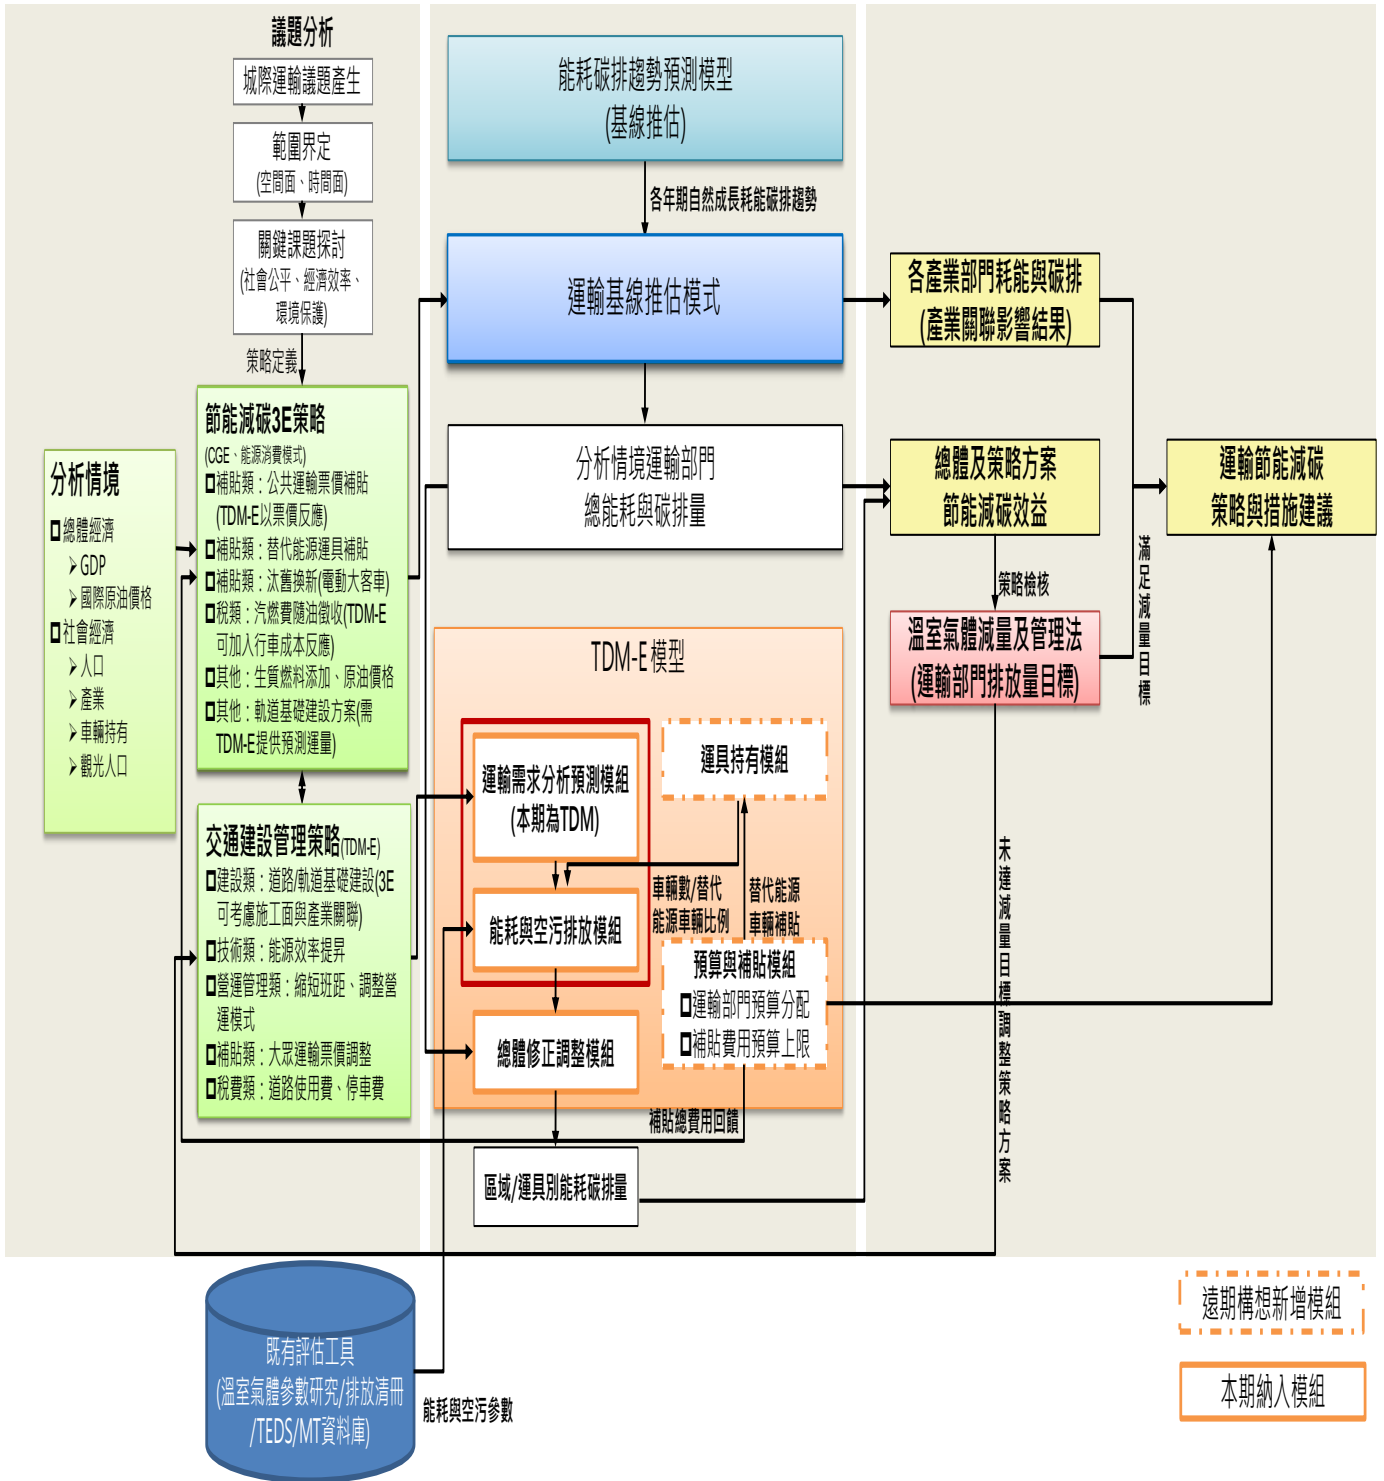 議題分析
城際運輸議題產生
範圍界定
(空間面、時間面)
關鍵課題探討
(社會公平、經濟效率、
環境保護)
策略定義
分析情境
總體經濟
GDP
國際原油價格
社會經濟
人口
產業
車輛持有
觀光人口
節能減碳3E策略
(CGE、能源消費模式)
補貼類：公共運輸票價補貼
(TDM-E以票價反應)
補貼類：替代能源運具補貼
補貼類：汰舊換新(電動大客車)
稅類：汽燃費隨油徵收(TDM-E
可加入行車成本反應)
其他：生質燃料添加、原油價格
其他：軌道基礎建設方案(需
TDM-E提供預測運量)
交通建設管理策略(TDM-E)
建設類：道路/軌道基礎建設(3E
可考慮施工面與產業關聯)
技術類：能源效率提昇
營運管理類：縮短班距、調整營
運模式
補貼類：大眾運輸票價調整
稅費類：道路使用費、停車費
能耗碳排趨勢預測模型
(基線推估)
各年期自然成長耗能碳排趨勢
運輸基線推估模式
分析情境運輸部門
總能耗與碳排量
TDM-E 模型
運輸需求分析預測模組
(本期為TDM)
能耗與空污排放模組
總體修正調整模組
運具持有模組
車輛數/替代
能源車輛比例
替代能源
車輛補貼
預算與補貼模組
運輸部門預算分配
補貼費用預算上限
補貼總費用回饋
區域/運具別能耗碳排量
各產業部門耗能與碳排
(產業關聯影響結果)
總體及策略方案
節能減碳效益
策略檢核
溫室氣體減量及管理法
(運輸部門排放量目標)
滿足減量目標
運輸節能減碳
策略與措施建議
未達減量目標調整策略方案
既有評估工具
(溫室氣體參數研究/排放清冊
/TEDS/MT資料庫)
能耗與空污參數
遠期構想新增模組
本期納入模組